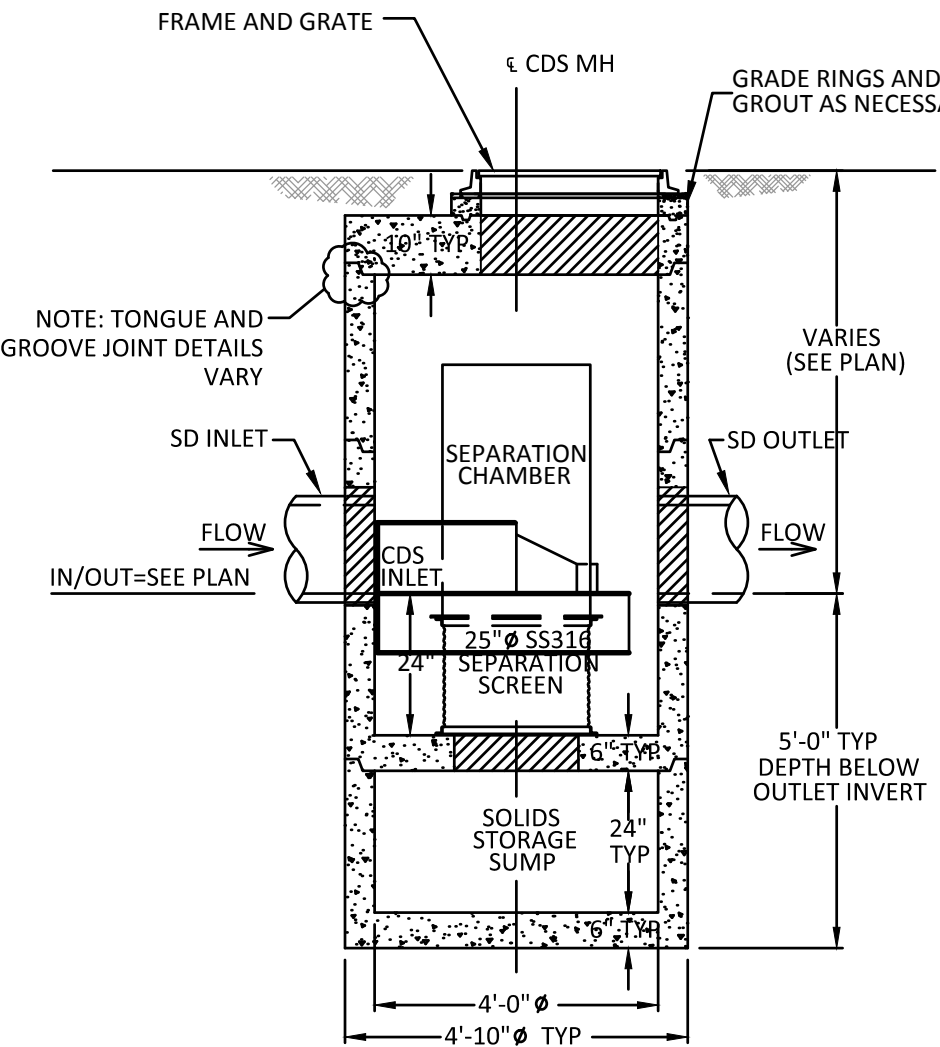 FRAME AND GRATE
℄ CDS MH
GRADE RINGS AND
GROUT AS
10" TYP
NOTE: TONGUE AND
GROOVE JOINT DETAILS
VARY
VARIES
(SEE PLAN)
SD INLET
SEPARATION
CHAMBER
SD OUTLET
FLOW
FLOW
CDS
INLET
IN/OUT=SEE PLAN
25"Ø SS316
SEPARATION
SCREEN
24"
6" TYP
5'-0" TYP
DEPTH BELOW
OUTLET INVERT
SOLIDS
STORAGE
SUMP
24"
TYP
6" TYP
4'-0"Ø
4'-10"Ø TYP